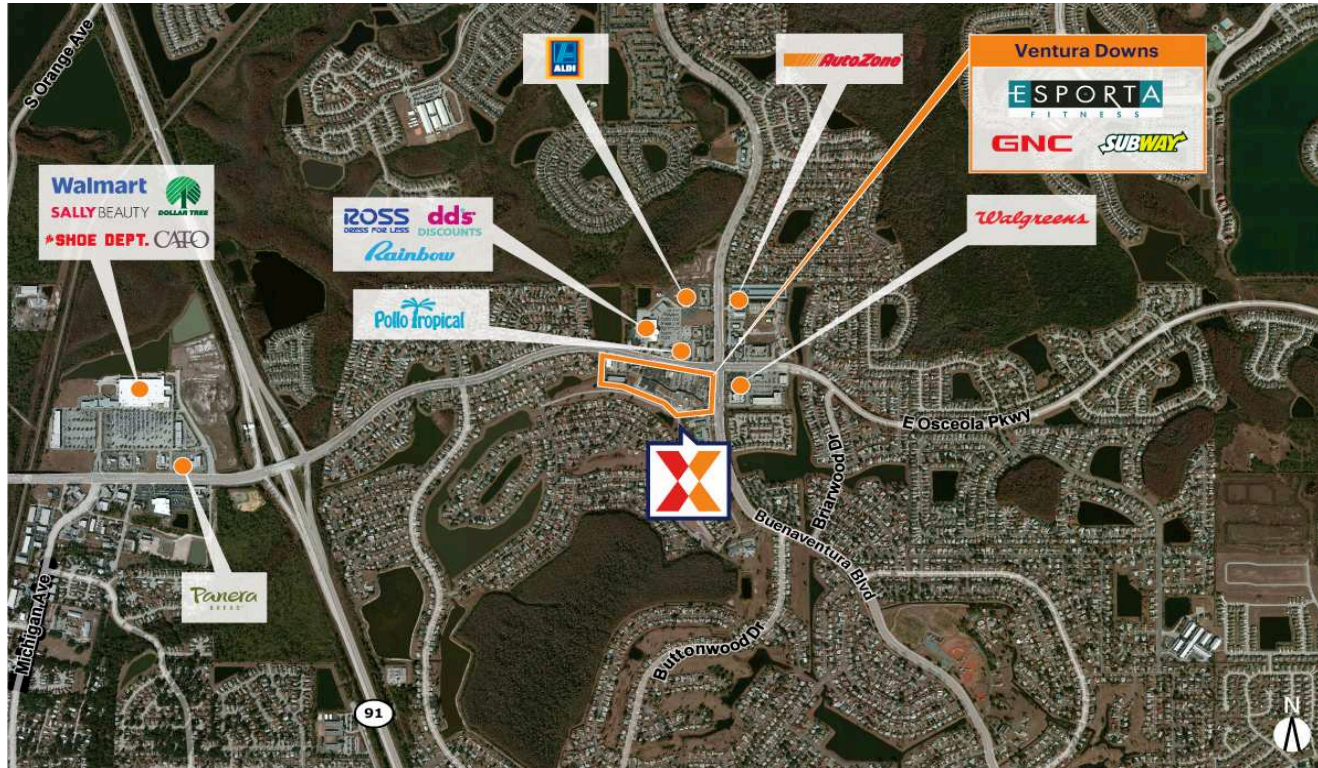 S Orange Ave
ALDI
AutoZone
Ventura Downs
ESPORTA
FITNESS
GNC
SUBWAY
Walmart
SALLY BEAUTY
DOLLAR TREE
SHOE DEPT.
CATO
ROSS
DRESS FOR LESS
dd's
DISCOUNTS
Rainbow
Walgreens
Pollo Tropical
E Osceola Pkwy
Briarwood Dr
Buenaventura Blvd
Panera
BREAD
Michigan Ave
Buttonwood Dr
91
N